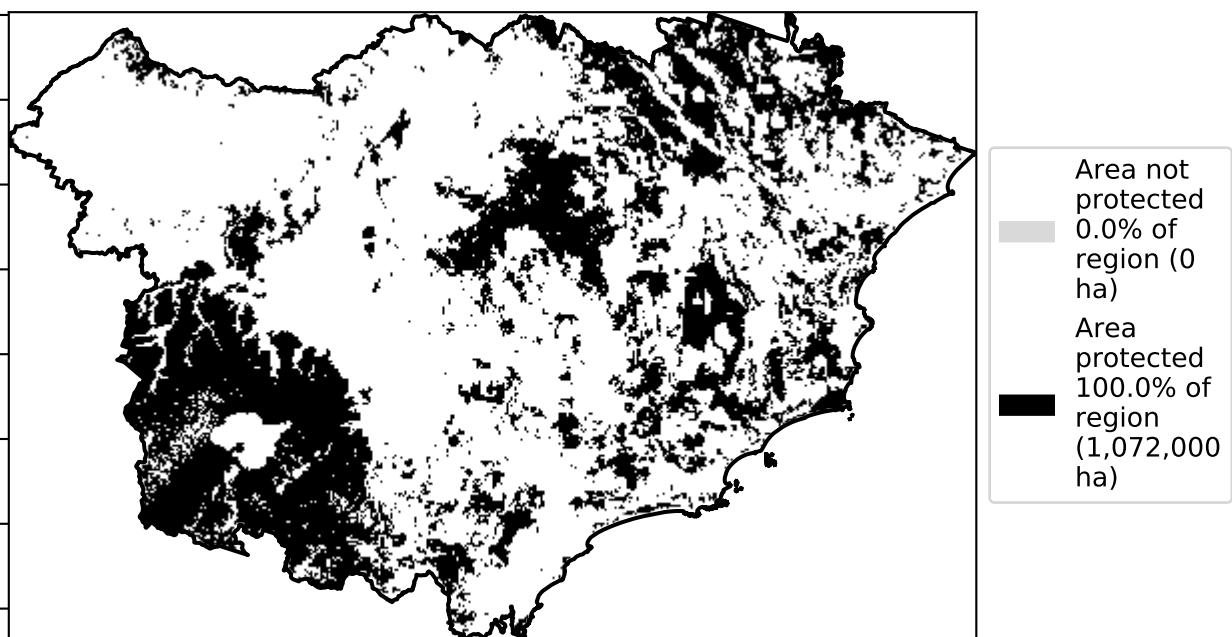 Area not
protected
0.0% of
region (0
ha)
Area
protected
100.0% of
region
(1,072,000
ha)